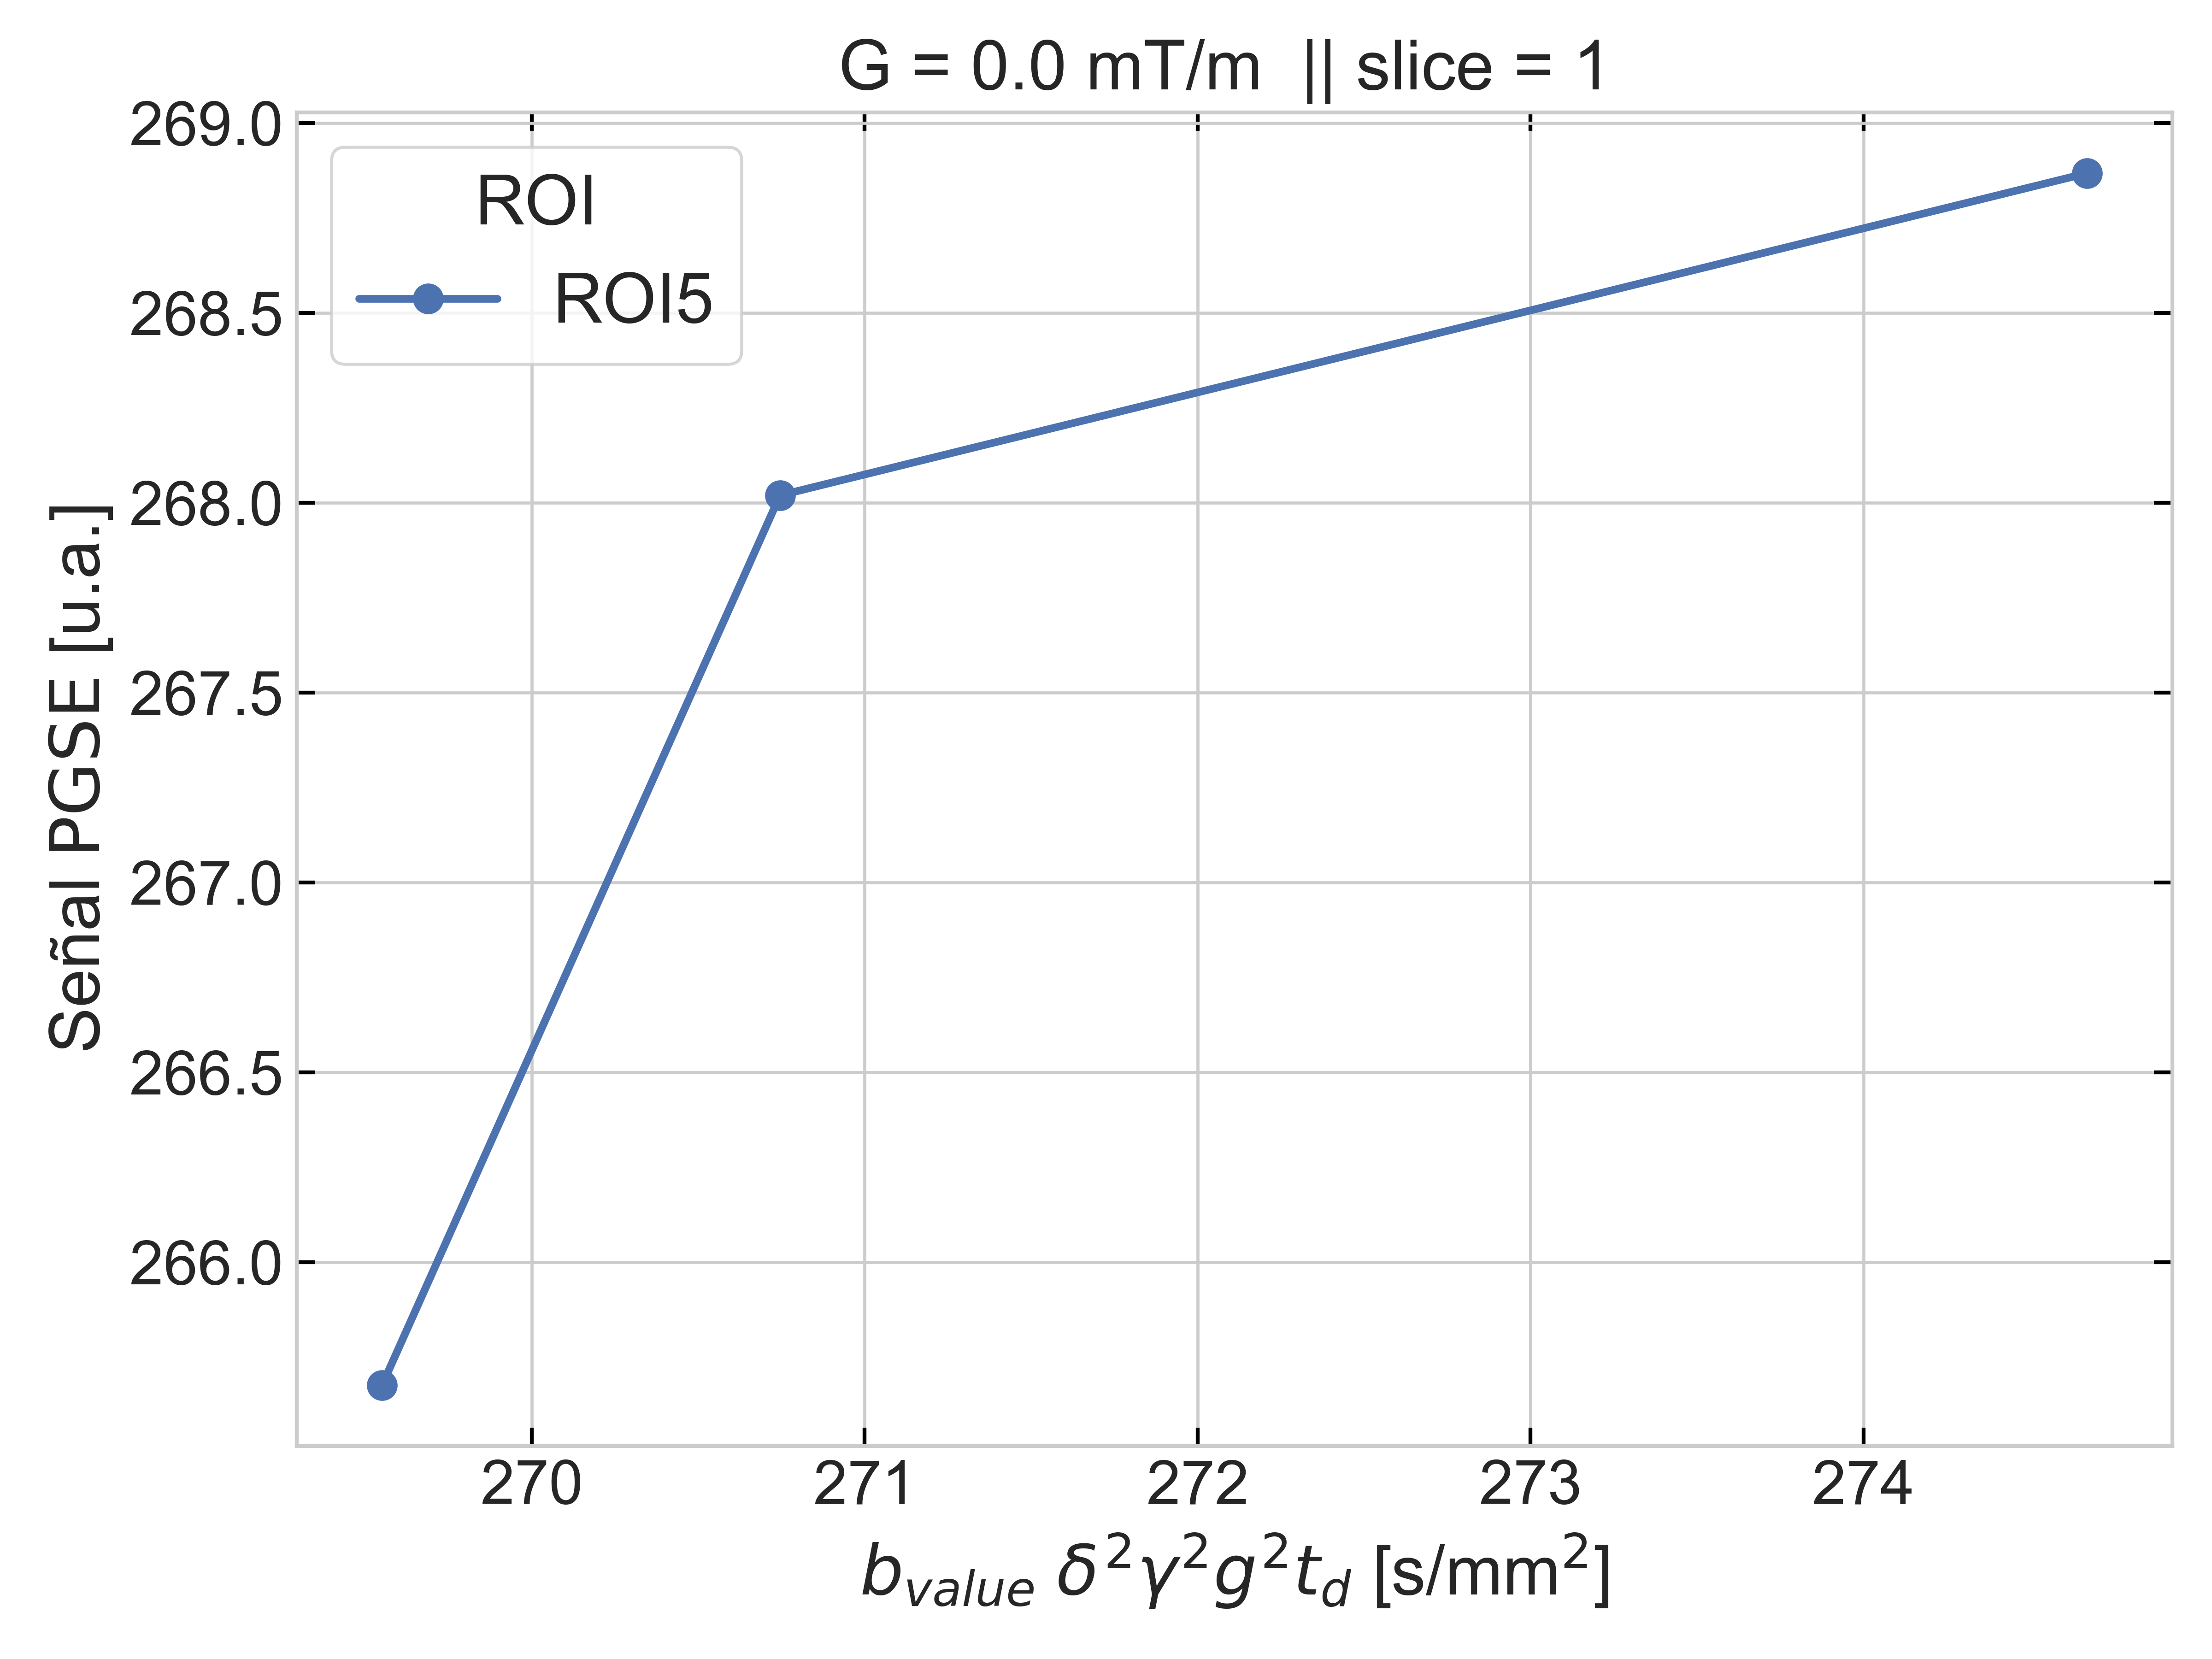 G = 0.0 mT/m || slice = 1
269.0
268.5
268.0
267.5
267.0
266.5
266.0
Señal PGSE [u.a.]
ROI
ROI5
270 271 272 273 274
b_value δ²γ²g²t_d [s/mm²]